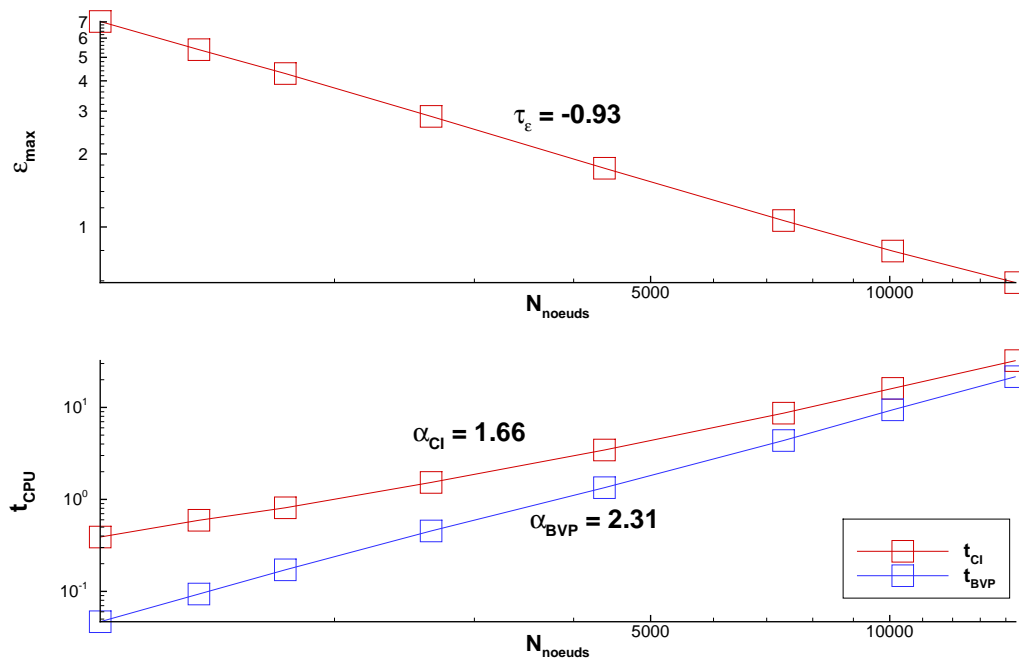 7
6
5
4
3
2
1
ε_max
τ_ε = -0.93
5000
10000
N_noeuds
10^1
10^0
10^-1
t_CPU
α_CI = 1.66
α_BVP = 2.31
t_CI
t_BVP
5000
10000
N_noeuds